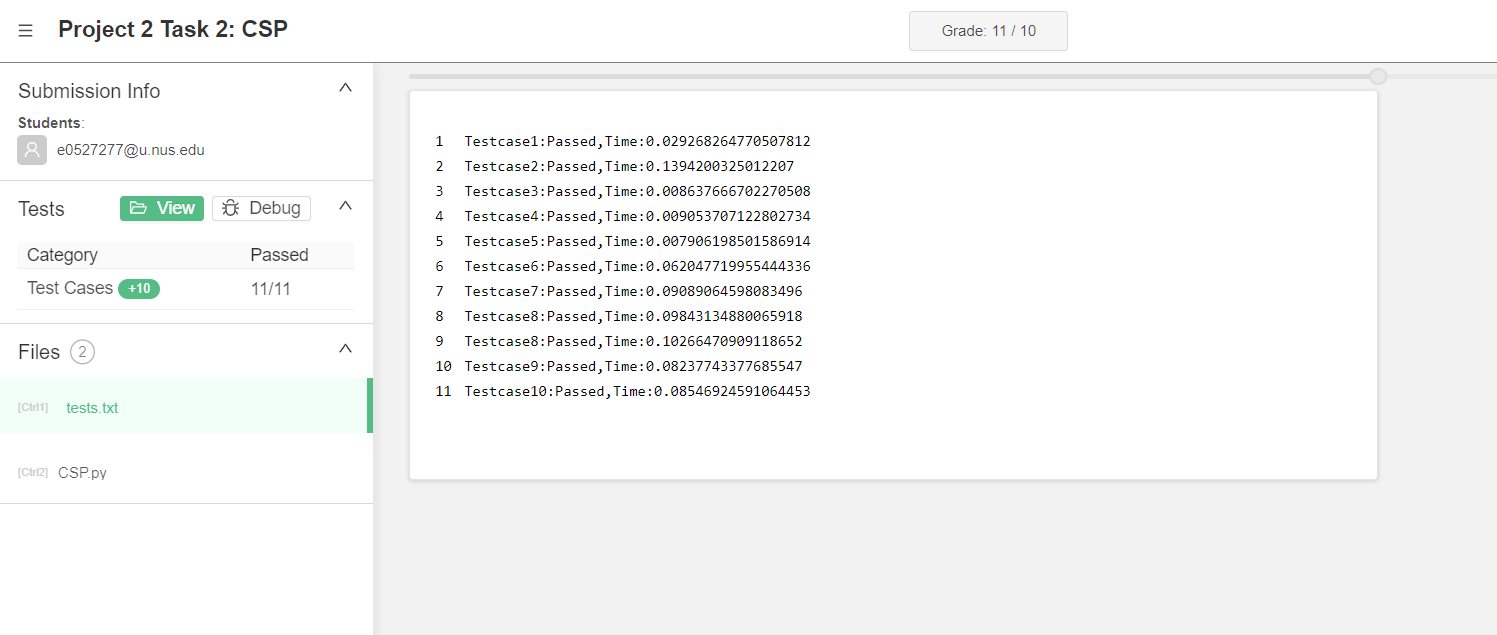 Project 2 Task 2: CSP
Grade: 11 / 10
Submission Info
Students:
e0527277@u.nus.edu
Tests View Debug
Category Passed
Test Cases +10 11/11
Files 2
[Ctrl1] tests.txt
[Ctrl2] CSP.py
1 Testcase1:Passed,Time:0.029268264770507812
2 Testcase2:Passed,Time:0.1394200325012207
3 Testcase3:Passed,Time:0.008637666702270508
4 Testcase4:Passed,Time:0.009053707122802734
5 Testcase5:Passed,Time:0.007906198501586914
6 Testcase6:Passed,Time:0.062047719955444336
7 Testcase7:Passed,Time:0.09089064598083496
8 Testcase8:Passed,Time:0.09843134880065918
9 Testcase8:Passed,Time:0.10266470909118652
10 Testcase9:Passed,Time:0.08237743377685547
11 Testcase10:Passed,Time:0.08546924591064453